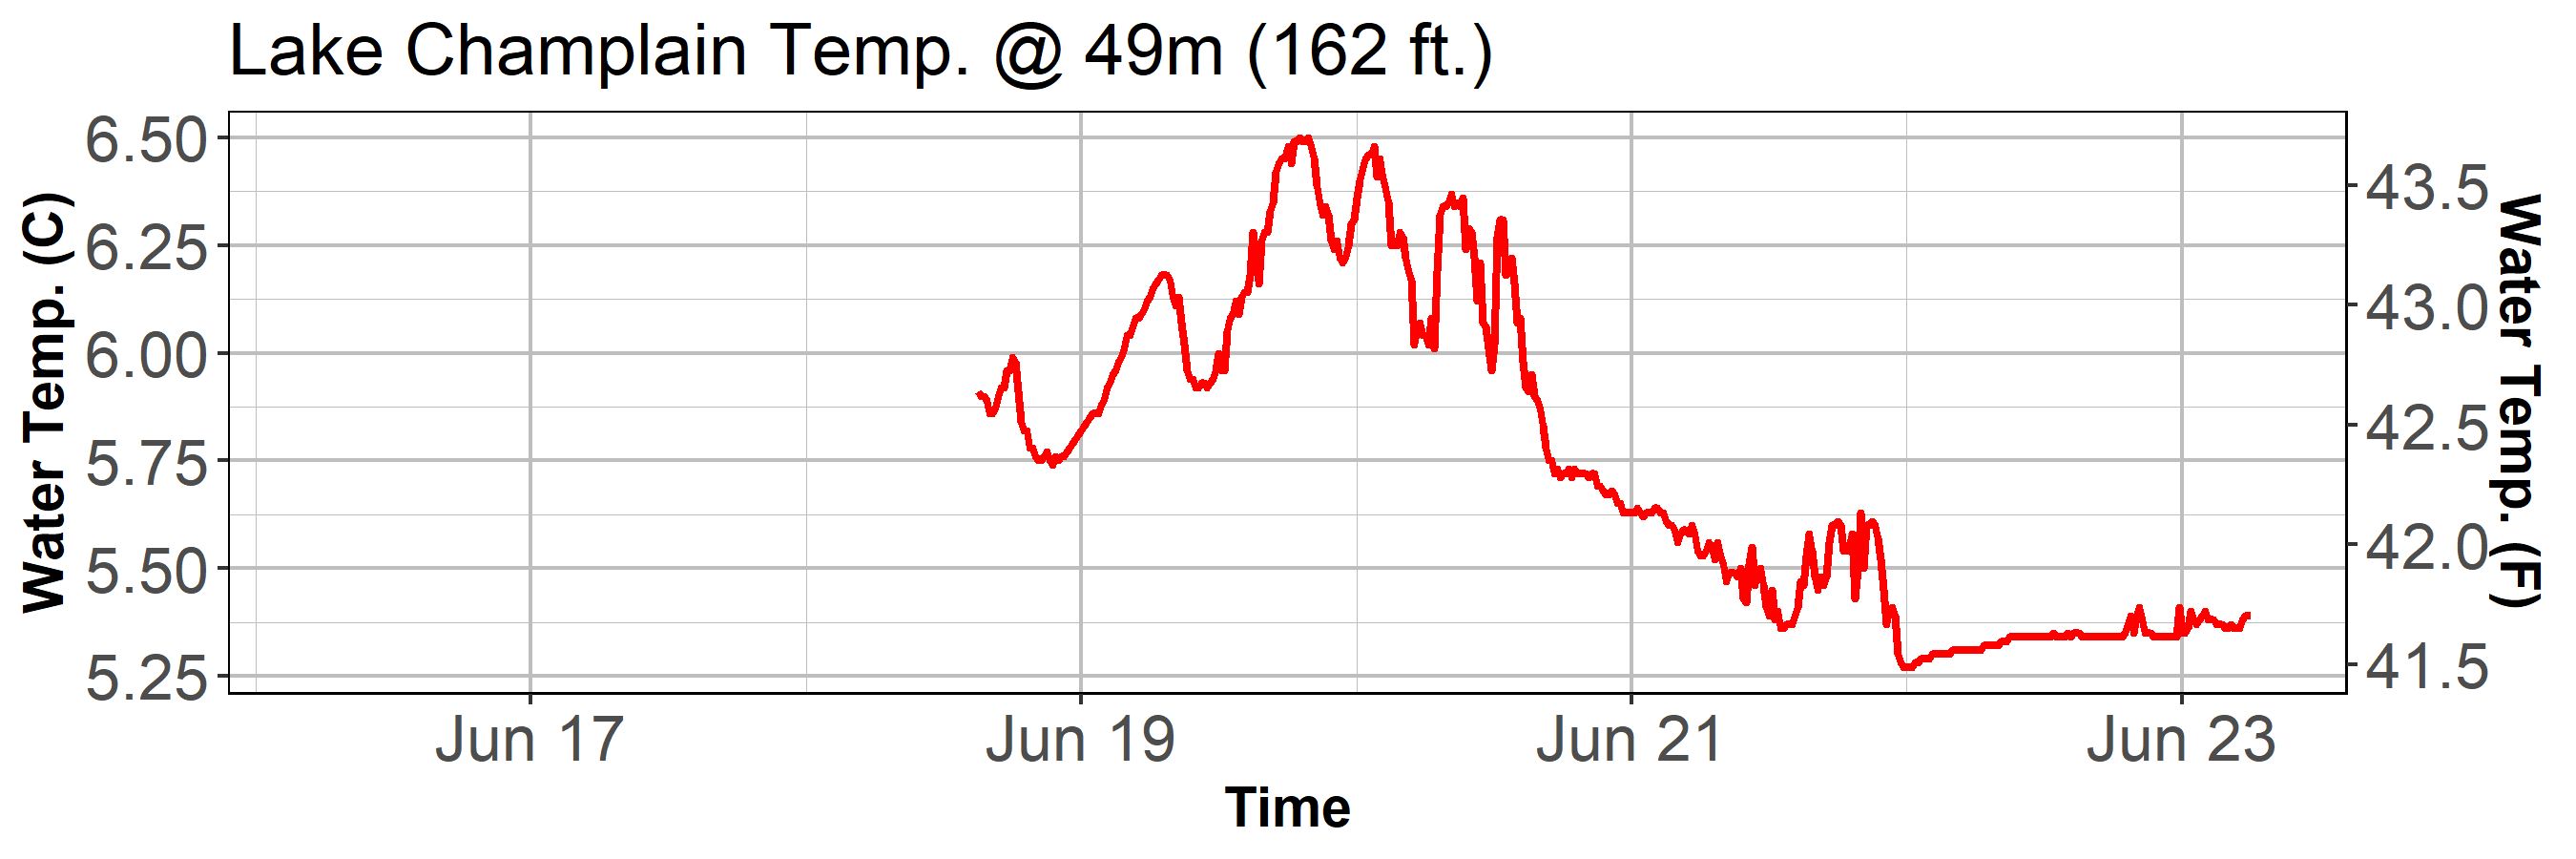 Lake Champlain Temp. @ 49m (162 ft.)
Water Temp. (C)
6.50
6.25
6.00
5.75
5.50
5.25
43.5
43.0
42.5
42.0
41.5
Water Temp. (F)
Jun 17 Jun 19 Jun 21 Jun 23
Time